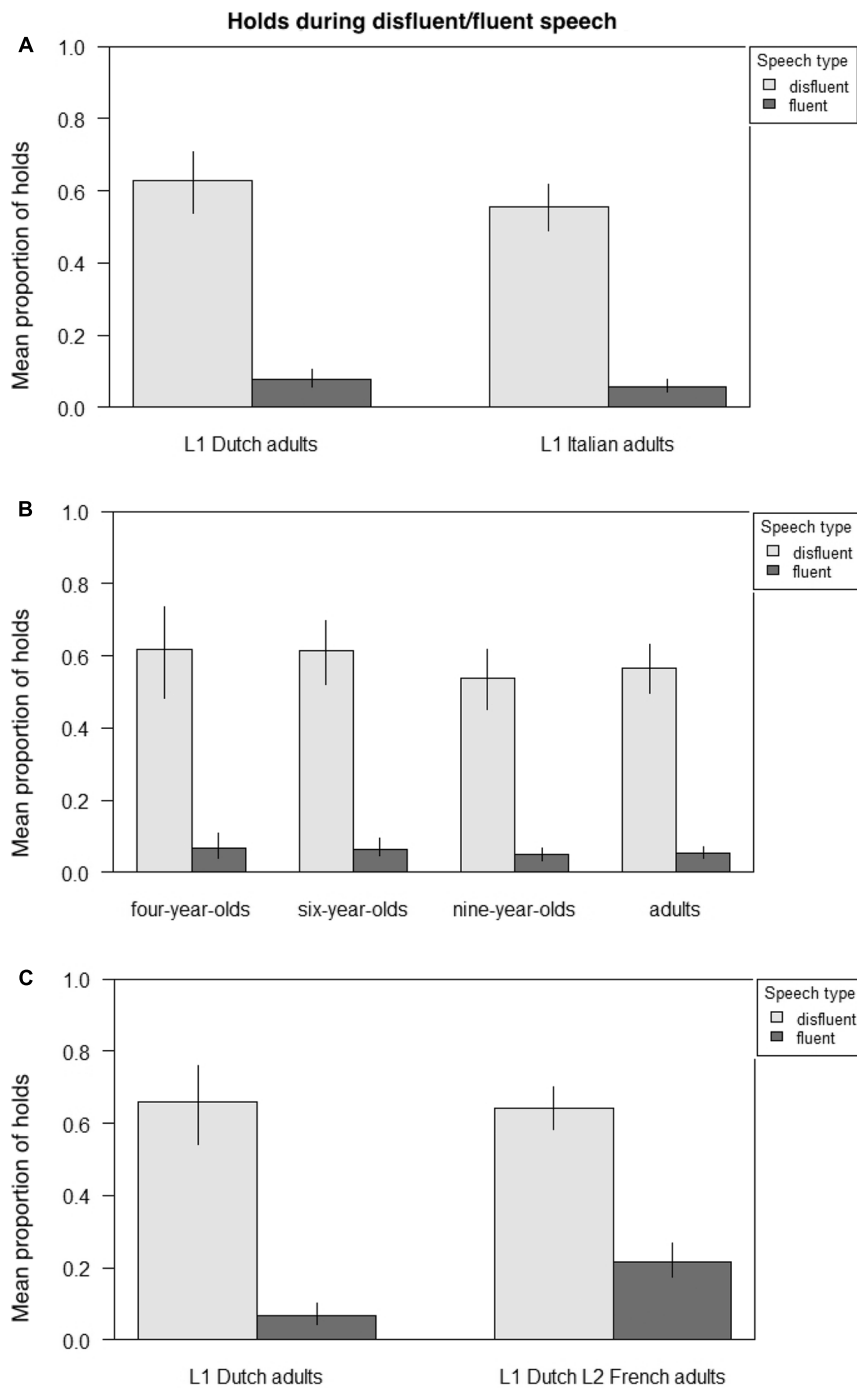 Holds during disfluent/fluent speech
A
Mean proportion of holds
1.0
0.8
0.6
0.4
0.2
0.0
Speech type
disfluent
fluent
L1 Dutch adults
L1 Italian adults
B
Mean proportion of holds
1.0
0.8
0.6
0.4
0.2
0.0
Speech type
disfluent
fluent
four-year-olds
six-year-olds
nine-year-olds
adults
C
Mean proportion of holds
1.0
0.8
0.6
0.4
0.2
0.0
Speech type
disfluent
fluent
L1 Dutch adults
L1 Dutch L2 French adults